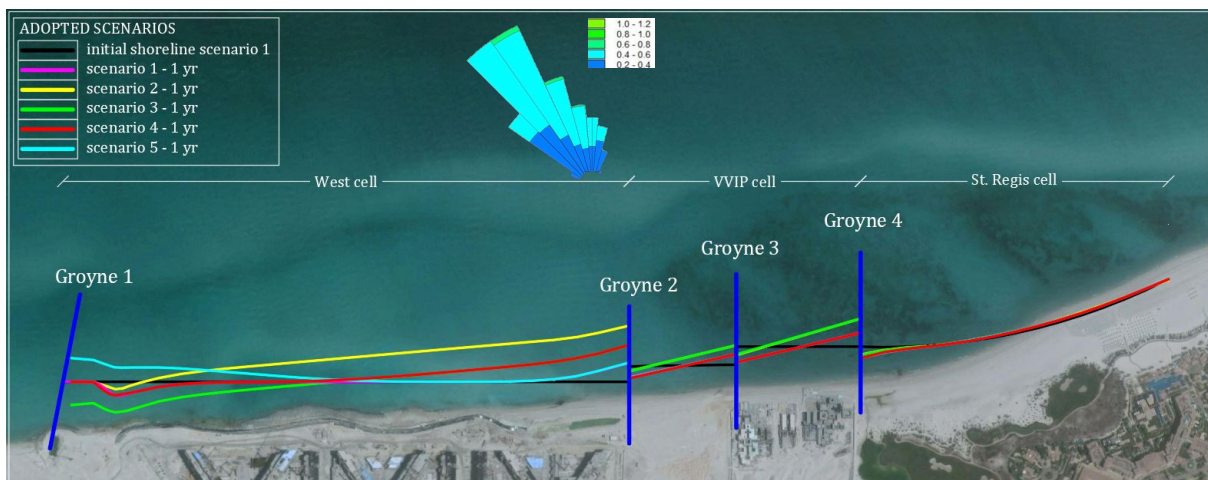 ADOPTED SCENARIOS
initial shoreline scenario 1
scenario 1 - 1 yr
scenario 2 - 1 yr
scenario 3 - 1 yr
scenario 4 - 1 yr
scenario 5 - 1 yr
1.0 - 1.2
0.8 - 1.0
0.6 - 0.8
0.4 - 0.6
0.2 - 0.4
West cell
VVIP cell
St. Regis cell
Groyne 1
Groyne 2
Groyne 3
Groyne 4